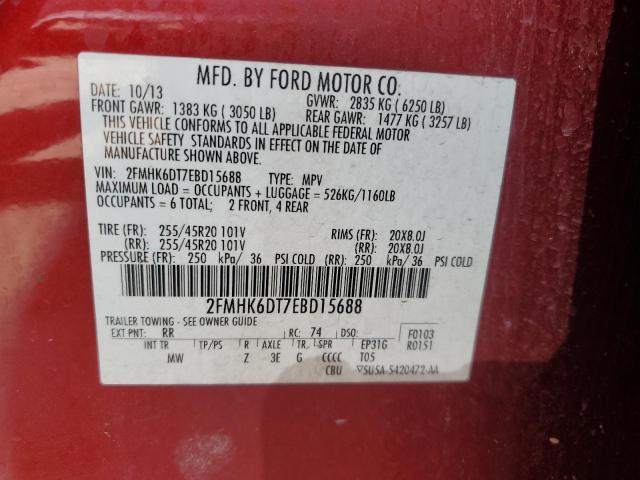 MFD. BY FORD MOTOR CO.
DATE: 10/13 GVWR: 2835 KG ( 6250 LB)
FRONT GAWR: 1383 KG ( 3050 LB) REAR GAWR: 1477 KG ( 3257 LB)
THIS VEHICLE CONFORMS TO ALL APPLICABLE FEDERAL MOTOR
VEHICLE SAFETY STANDARDS IN EFFECT ON THE DATE OF
MANUFACTURE SHOWN ABOVE.
VIN: 2FMHK6DT7EBD15688 TYPE: MPV
MAXIMUM LOAD = OCCUPANTS + LUGGAGE = 526KG/1160LB
OCCUPANTS = 6 TOTAL; 2 FRONT, 4 REAR
TIRE (FR): 255/45R20 101V RIMS (FR): 20X8.0J
(RR): 255/45R20 101V (RR): 20X8.0J
PRESSURE (FR): 250 kPa/ 36 PSI COLD (RR): 250 kPa/36 PSI COLD
2FMHK6DT7EBD15688
TRAILER TOWING - SEE OWNER GUIDE
EXT PNT: RR RC: 74 DSO: F0103
INT TR TP/PS R AXLE TR SPR EP31G R0151
MW Z 3E G CCCC T05
CBU SU5A-5420472-AA